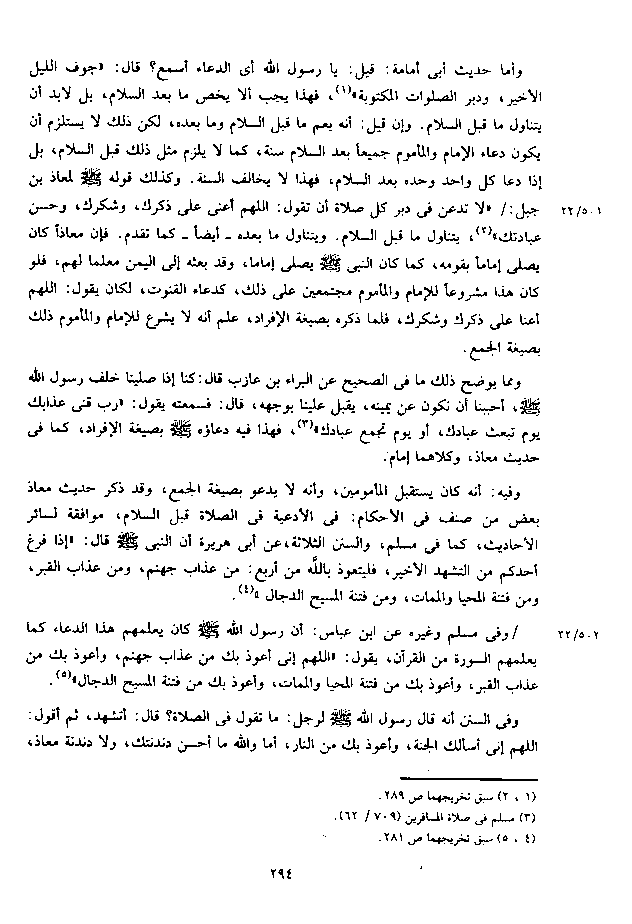 وأما حديث أبى أمامة: قيل: يا رسول الله أى الدعاء أسمع؟ قال: «جوف الليل
الأخير، ودبر الصلوات المكتوبة»(١)، فهذا يجب ألا يخص ما بعد السلام، بل لابد أن
يتناول ما قبل السلام. وإن قيل: أنه يعم ما قبل السلام وما بعده، لكن ذلك لا يستلزم أن
يكون دعاء الإمام والمأموم جميعاً بعد السلام سنة، كما لا يلزم مثل ذلك قبل السلام، بل
إذا دعا كل واحد وحده بعد السلام، فهذا لا يخالف السنة. وكذلك قوله ﷺ لمعاذ بن
٢٢/٥٠١ جبل:/ «لا تدعن فى دبر كل صلاة أن تقول: اللهم أعنى على ذكرك، وشكرك، وحسن
عبادتك»(٢)، يتناول ما قبل السلام. ويتناول ما بعده ـ أيضاً ـ كما تقدم. فإن معاذاً كان
يصلى إماماً بقومه، كما كان النبى ﷺ يصلى إماما، وقد بعثه إلى اليمن معلما لهم، فلو
كان هذا مشروعاً للإمام والمأموم مجتمعين على ذلك، كدعاء القنوت، لكان يقول: اللهم
أعنا على ذكرك وشكرك، فلما ذكره بصيغة الإفراد، علم أنه لا يشرع للإمام والمأموم ذلك
بصيغة الجمع.
ومما يوضح ذلك ما فى الصحيح عن البراء بن عازب قال: كنا إذا صلينا خلف رسول الله
ﷺ، أحببنا أن نكون عن يمينه، يقبل علينا بوجهه، قال: فسمعته يقول: «رب قنى عذابك
يوم تبعث عبادك، أو يوم تجمع عبادك»(٣)، فهذا فيه دعاؤه ﷺ بصيغة الإفراد، كما فى
حديث معاذ، وكلاهما إمام.
وفيه: أنه كان يستقبل المأمومين، وأنه لا يدعو بصيغة الجمع، وقد ذكر حديث معاذ
بعض من صنف فى الأحكام: فى الأدعية فى الصلاة قبل السلام، موافقة لسائر
الأحاديث، كما فى مسلم، والسنن الثلاثة، عن أبى هريرة أن النبى ﷺ قال: «إذا فرغ
أحدكم من التشهد الأخير، فليتعوذ باللَّه من أربع: من عذاب جهنم، ومن عذاب القبر،
ومن فتنة المحيا والممات، ومن فتنة المسيح الدجال»(٤).
٢٢/٥٠٢ / وفى مسلم وغيره عن ابن عباس: أن رسول الله ﷺ كان يعلمهم هذا الدعاء كما
يعلمهم السورة من القرآن، يقول: «اللهم إنى أعوذ بك من عذاب جهنم، وأعوذ بك من
عذاب القبر، وأعوذ بك من فتنة المحيا والممات، وأعوذ بك من فتنة المسيح الدجال»(٥).
وفى السنن أنه قال رسول الله ﷺ لرجل: ما تقول فى الصلاة؟ قال: أتشهد، ثم أقول:
اللهم إنى أسألك الجنة، وأعوذ بك من النار، أما والله ما أحسن دندنتك، ولا دندنة معاذ،
(١ ، ٢) سبق تخريجهما ص ٢٨٩.
(٣) مسلم فى صلاة المسافرين (٧٠٩ / ٦٢).
(٤ ، ٥) سبق تخريجهما ص ٢٨١.
٢٩٤